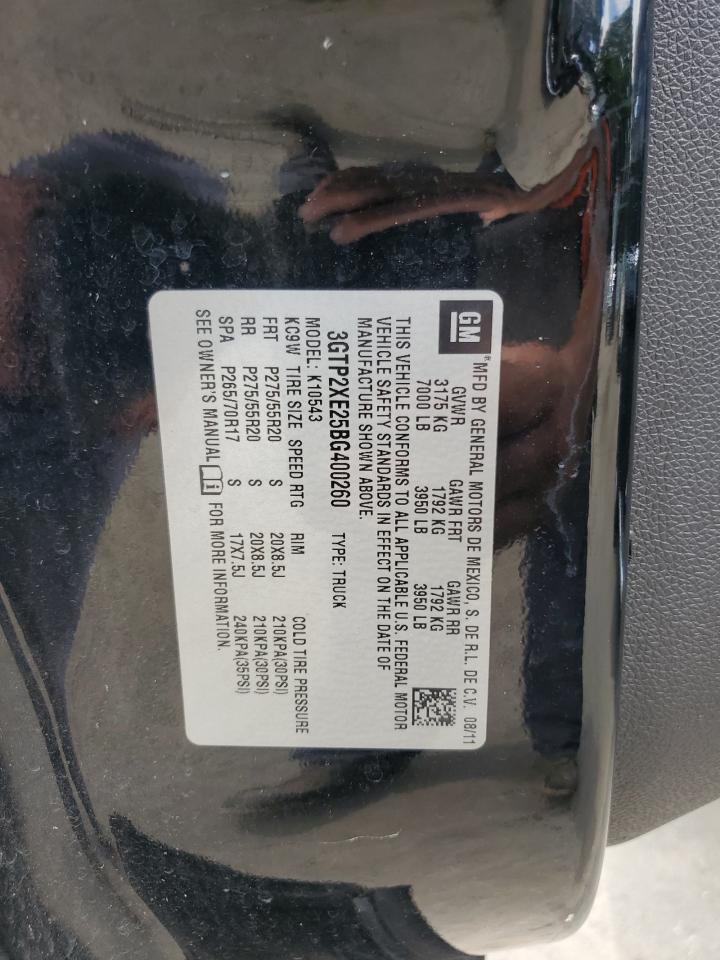 GM
® MFD BY GENERAL MOTORS DE MEXICO, S. DE R.L. DE C.V. 08/11
GVWR GAWR FRT GAWR RR
3175 KG 1792 KG 1792 KG
7000 LB 3950 LB 3950 LB
THIS VEHICLE CONFORMS TO ALL APPLICABLE U.S. FEDERAL MOTOR
VEHICLE SAFETY STANDARDS IN EFFECT ON THE DATE OF
MANUFACTURE SHOWN ABOVE.
3GTP2XE25BG400260 TYPE: TRUCK
MODEL: K10543
KC9W TIRE SIZE SPEED RTG RIM COLD TIRE PRESSURE
FRT P275/55R20 S 20X8.5J 210KPA(30PSI)
RR P275/55R20 S 20X8.5J 210KPA(30PSI)
SPA P265/70R17 S 17X7.5J 240KPA(35PSI)
SEE OWNER'S MANUAL i FOR MORE INFORMATION.